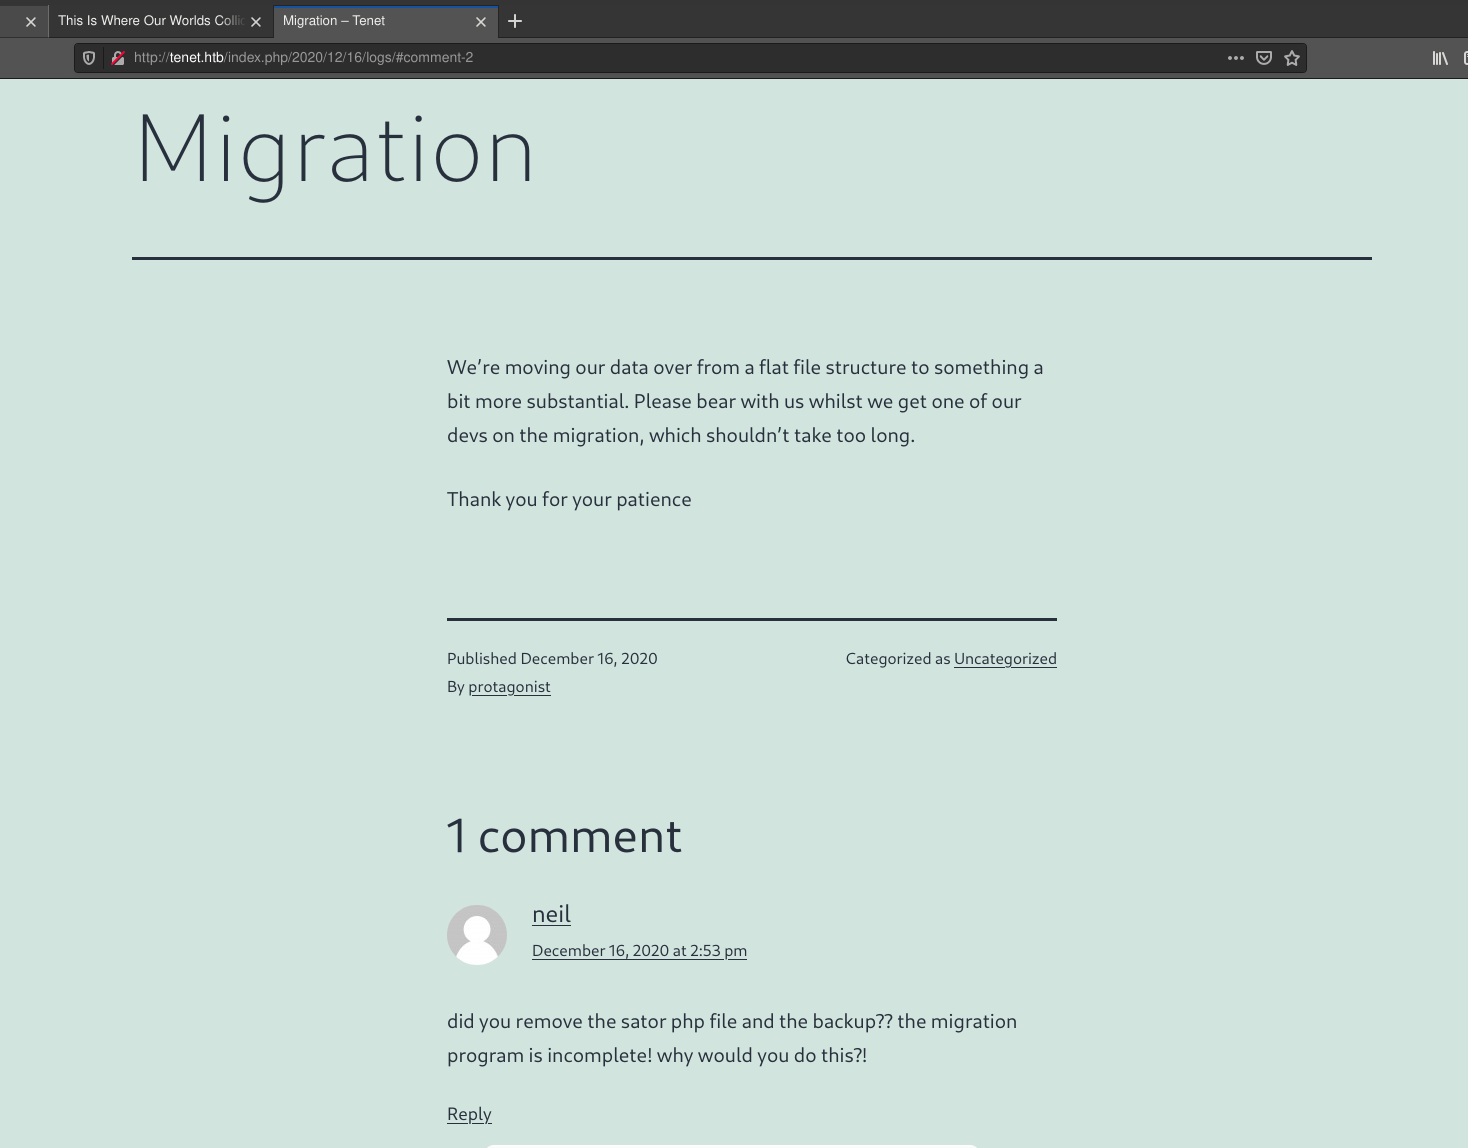 This Is Where Our Worlds Collic
Migration – Tenet
http://tenet.htb/index.php/2020/12/16/logs/#comment-2
Migration
We’re moving our data over from a flat file structure to something a
bit more substantial. Please bear with us whilst we get one of our
devs on the migration, which shouldn’t take too long.
Thank you for your patience
Published December 16, 2020
Categorized as Uncategorized
By protagonist
1 comment
neil
December 16, 2020 at 2:53 pm
did you remove the sator php file and the backup?? the migration
program is incomplete! why would you do this?!
Reply